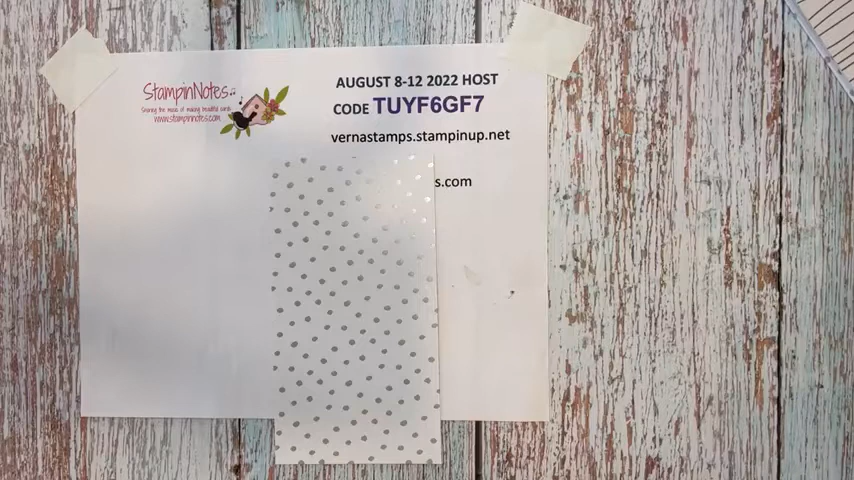 StampinNotes
Sharing the music of making beautiful cards
www.stampinnotes.com
AUGUST 8-12 2022 HOST
CODE TUYF6GF7
vernastamps.stampinup.net
s.com